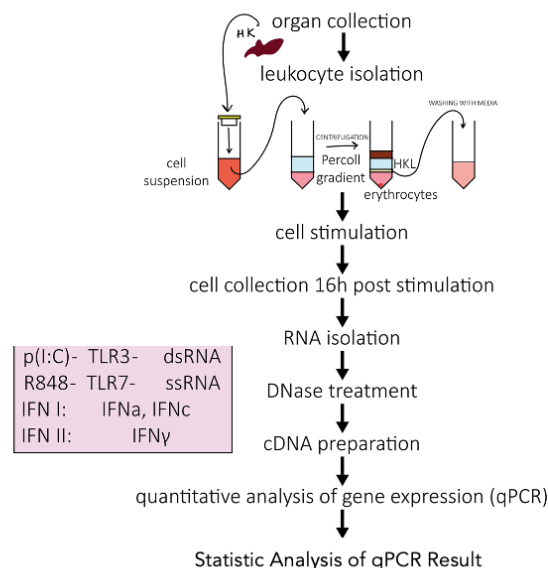 organ collection
HK
leukocyte isolation
WASHING WITH MEDIA
CENTRIFUGATION
Percoll
gradient
HKL
cell
suspension
erythrocytes
cell stimulation
cell collection 16h post stimulation
RNA isolation
p(I:C)- TLR3- dsRNA
R848- TLR7- ssRNA
IFN I: IFNa, IFNc
IFN II: IFNγ
DNase treatment
cDNA preparation
quantitative analysis of gene expression (qPCR)
Statistic Analysis of qPCR Result